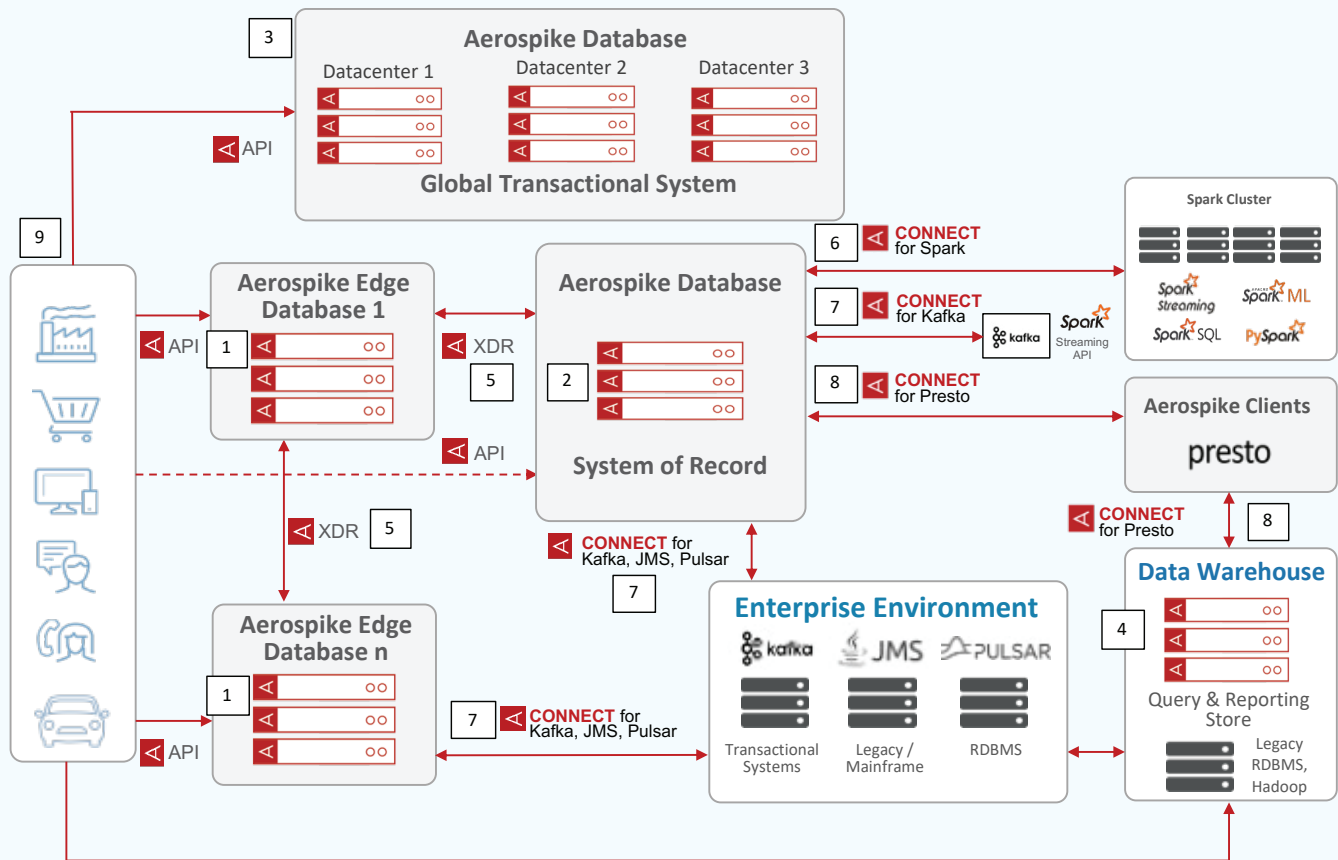 3
Aerospike Database
Datacenter 1
Datacenter 2
Datacenter 3
Global Transactional System
API
9
Aerospike Edge
Database 1
1
API
XDR
5
Aerospike Database
2
System of Record
API
XDR
5
Aerospike Edge
Database n
1
API
6
CONNECT
for Spark
7
CONNECT
for Kafka
kafka
Spark
Streaming
API
8
CONNECT
for Presto
Spark Cluster
Spark
Streaming
APACHE
Spark ML
Spark SQL
PySpark
Aerospike Clients
presto
CONNECT
for Presto
8
CONNECT for
Kafka, JMS, Pulsar
7
7
CONNECT for
Kafka, JMS, Pulsar
Enterprise Environment
kafka
JMS
PULSAR
Transactional
Systems
Legacy /
Mainframe
RDBMS
Data Warehouse
4
Query & Reporting
Store
Legacy
RDBMS,
Hadoop